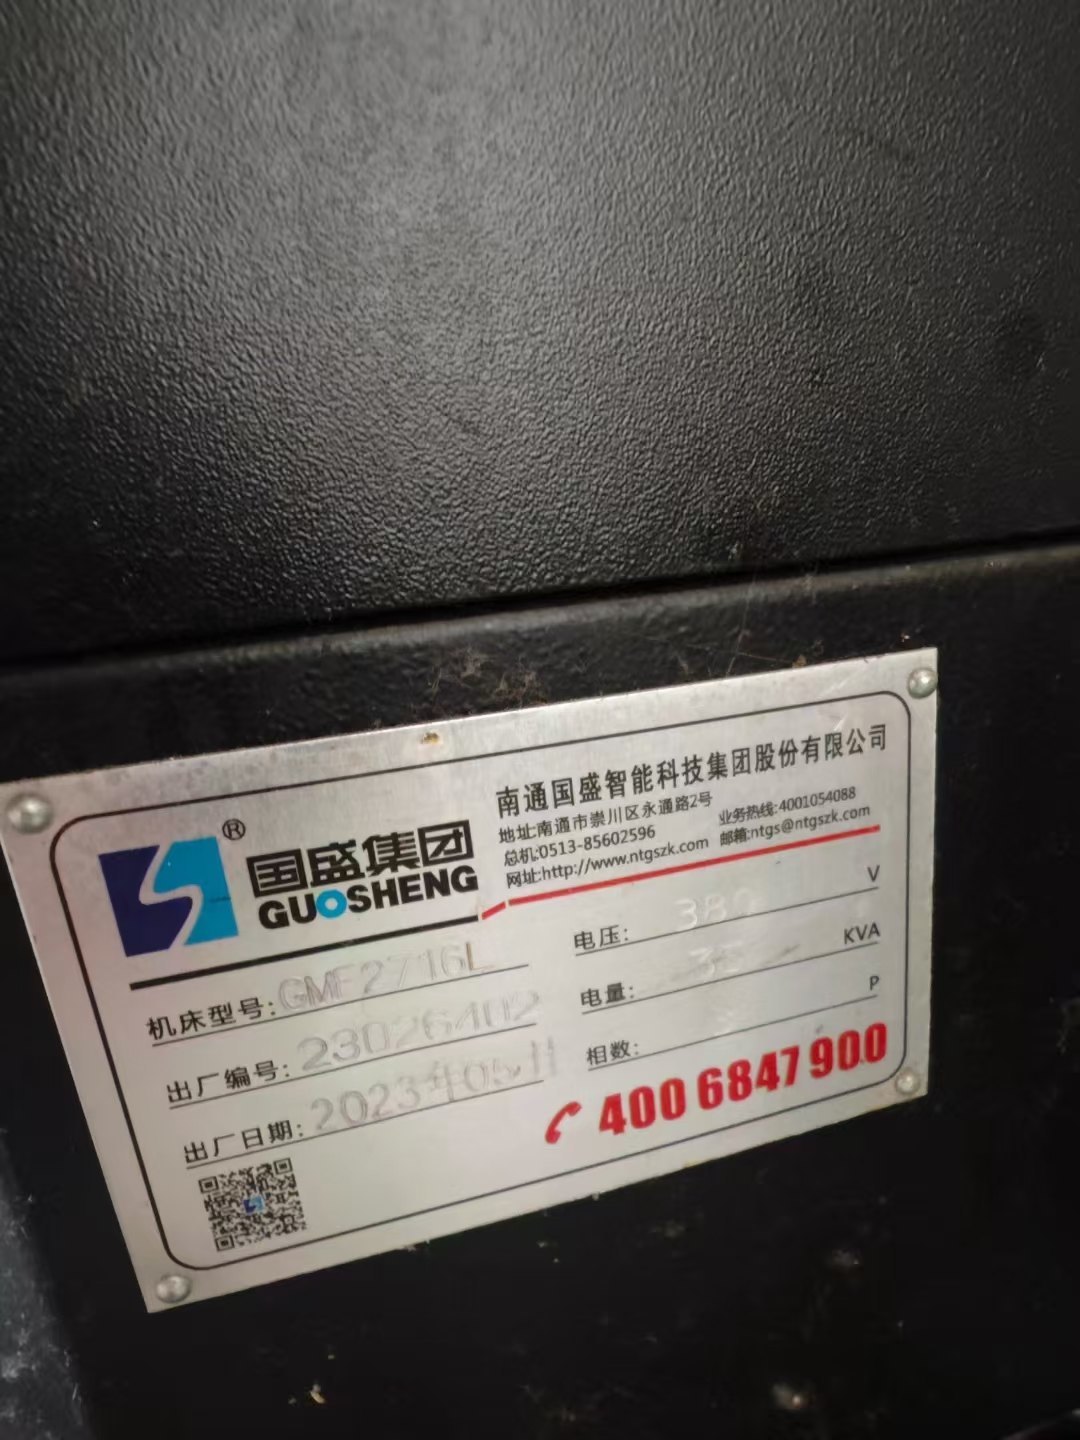 南通国盛智能科技集团股份有限公司
地址:南通市崇川区永通路2号
总机:0513-85602596 业务热线:4001054088
网址:http://www.ntgszk.com 邮箱:ntgs@ntgszk.com
®
国盛集团
GUOSHENG
机床型号:GMF2716L
出厂编号:23026402
出厂日期:2023年05月
电压: 380 V
电量: KVA
相数: P
400 6847 900